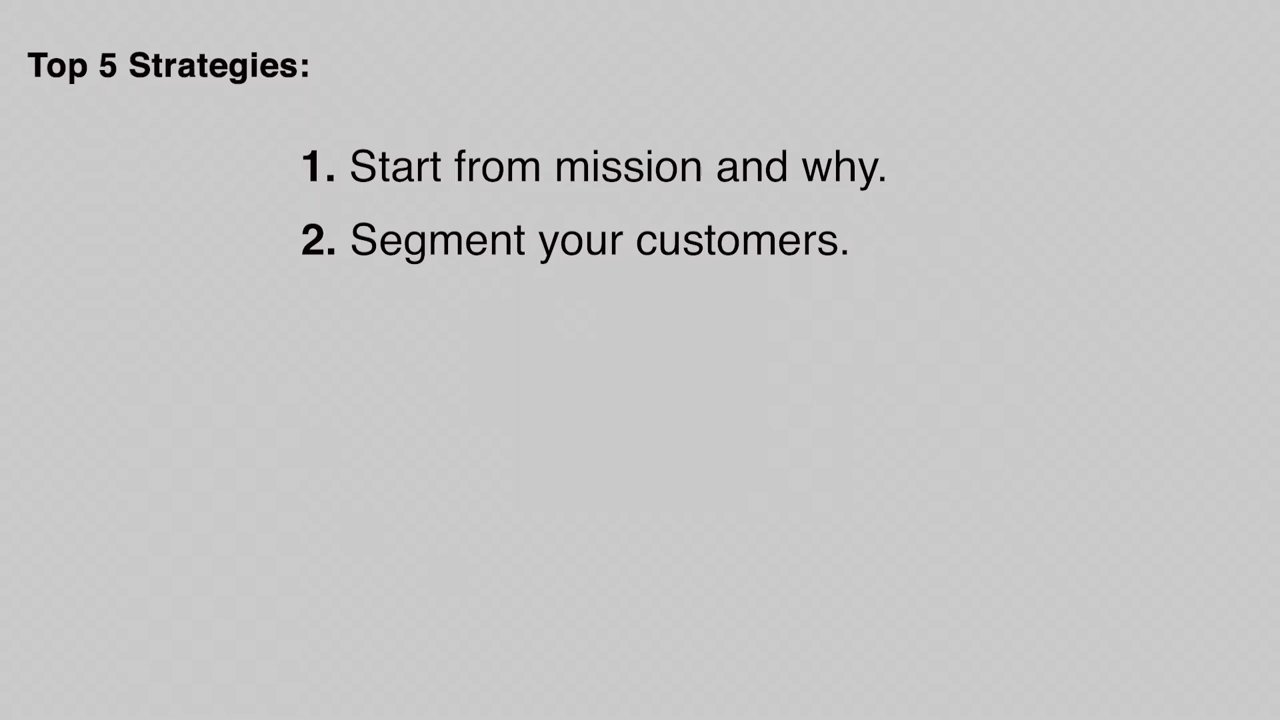 Top 5 Strategies:
1. Start from mission and why.
2. Segment your customers.